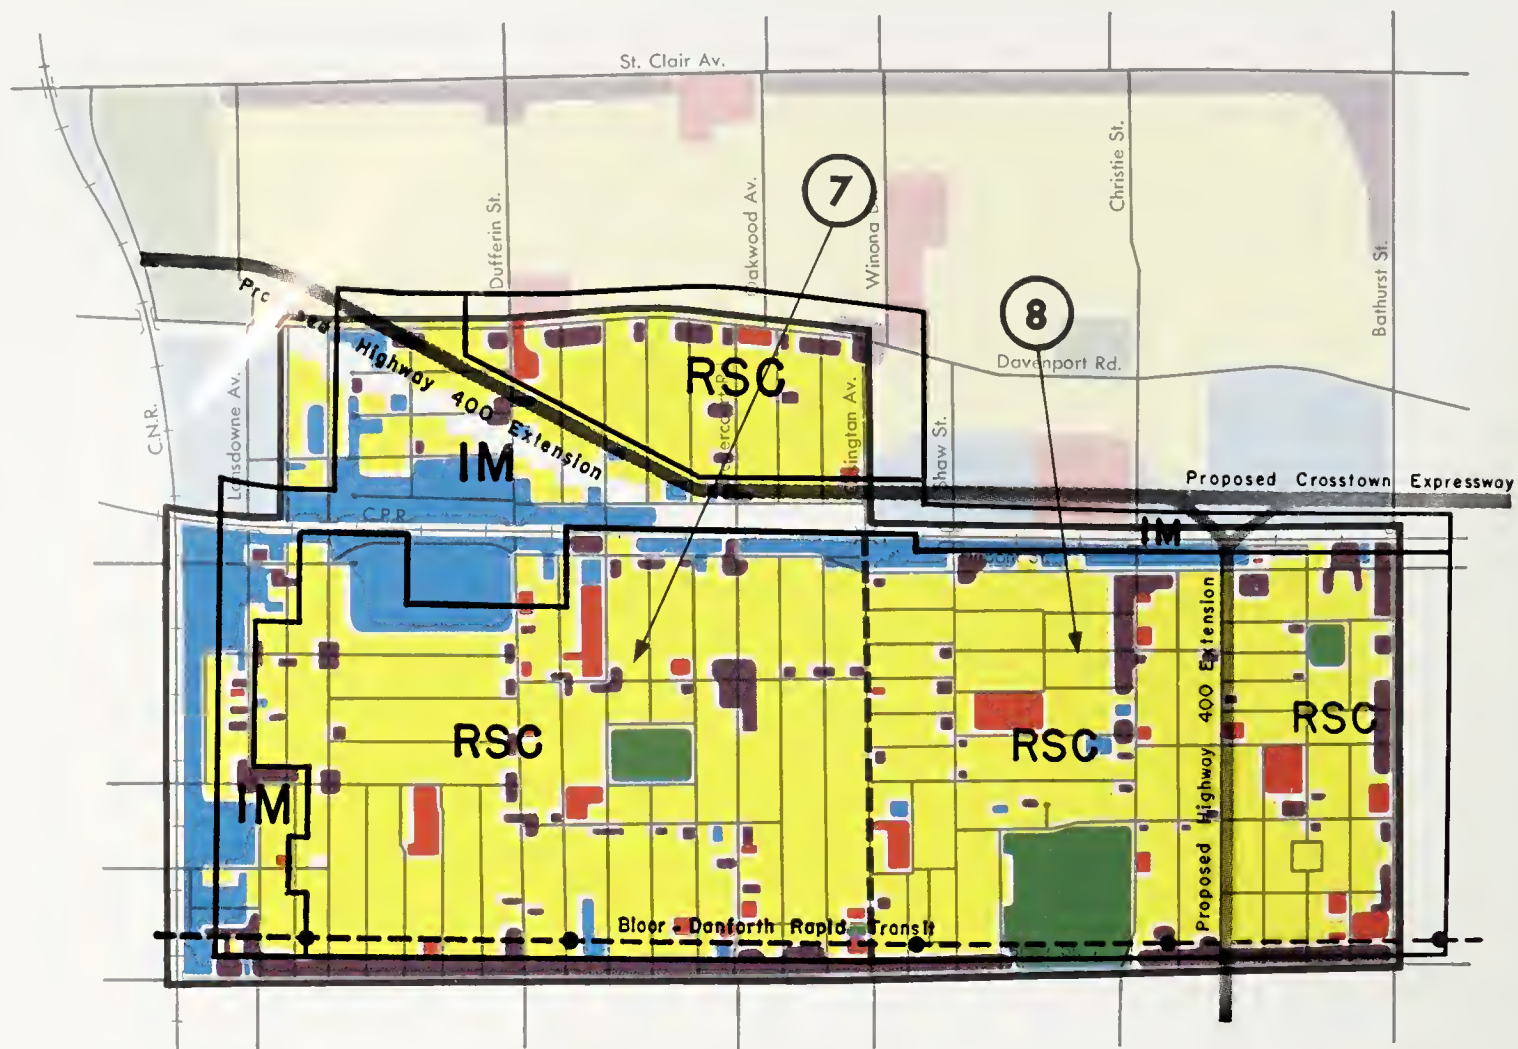 St. Clair Av.
Christie St.
7
Dufferin St.
Oakwood Av.
Winona
Bathurst St.
8
Highway 400 Extension
Davenport Rd.
RSC
C.N.R.
Lansdowne Av.
Shaw St.
IM
Proposed Crosstown Expressway
C.P.R.
IM
RSC
RSC
RSC
Proposed Highway 400 Extension
IM
Bloor - Danforth Rapid Transit